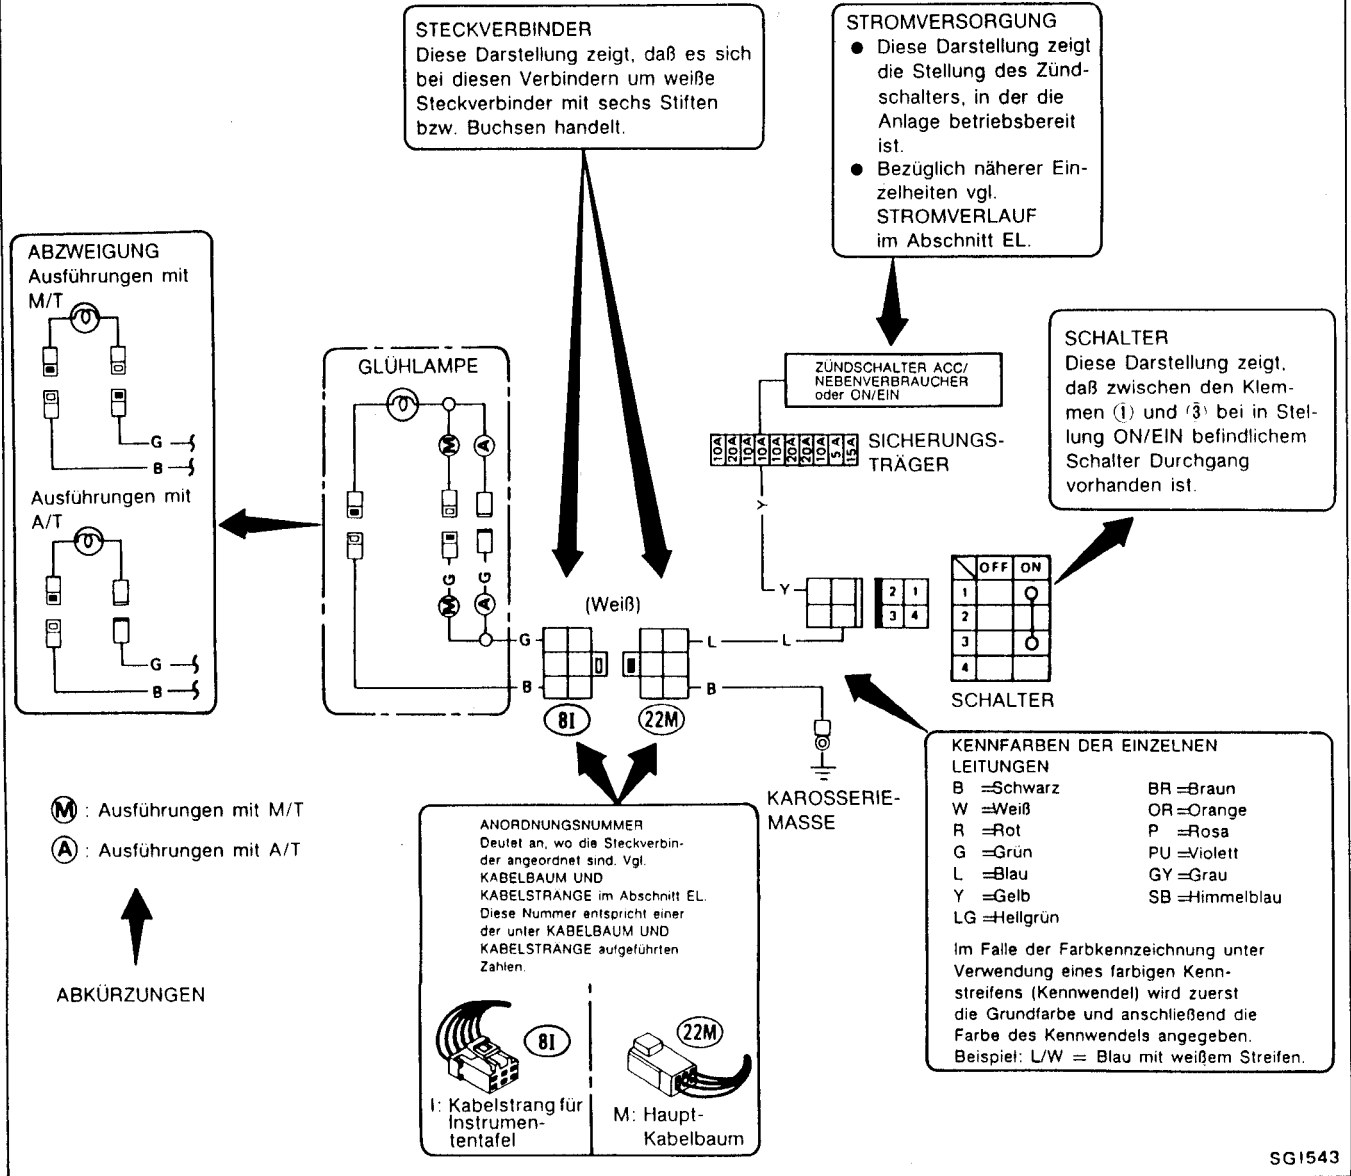 STECKVERBINDER
Diese Darstellung zeigt, daß es sich
bei diesen Verbindern um weiße
Steckverbinder mit sechs Stiften
bzw. Buchsen handelt.
STROMVERSORGUNG
● Diese Darstellung zeigt
die Stellung des Zünd-
schalters, in der die
Anlage betriebsbereit
ist.
● Bezüglich näherer Ein-
zelheiten vgl.
STROMVERLAUF
im Abschnitt EL.
ABZWEIGUNG
Ausführungen mit
M/T
G
B
Ausführungen mit
A/T
G
B
GLÜHLAMPE
M A
G G
M A
G
B
(Weiß)
8I
22M
L
B
ZÜNDSCHALTER ACC/
NEBENVERBRAUCHER
oder ON/EIN
10A 20A 10A 10A 10A 20A 20A 10A 5A 15A
SICHERUNGS-
TRÄGER
Y
Y
L
2 1
3 4
SCHALTER
Diese Darstellung zeigt,
daß zwischen den Klem-
men (1) und (3) bei in Stel-
lung ON/EIN befindlichem
Schalter Durchgang
vorhanden ist.
OFF ON
1
2
3
4
SCHALTER
KAROSSERIE-
MASSE
M : Ausführungen mit M/T
A : Ausführungen mit A/T
ABKÜRZUNGEN
ANORDNUNGSNUMMER
Deutet an, wo die Steckverbin-
der angeordnet sind. Vgl.
KABELBAUM UND
KABELSTRANGE im Abschnitt EL.
Diese Nummer entspricht einer
der unter KABELBAUM UND
KABELSTRANGE aufgeführten
Zahlen.
8I
I: Kabelstrang für
Instrumen-
tentafel
22M
M: Haupt-
Kabelbaum
KENNFARBEN DER EINZELNEN
LEITUNGEN
B =Schwarz BR =Braun
W =Weiß OR =Orange
R =Rot P =Rosa
G =Grün PU =Violett
L =Blau GY =Grau
Y =Gelb SB =Himmelblau
LG =Hellgrün
Im Falle der Farbkennzeichnung unter
Verwendung eines farbigen Kenn-
streifens (Kennwendel) wird zuerst
die Grundfarbe und anschließend die
Farbe des Kennwendels angegeben.
Beispiel: L/W = Blau mit weißem Streifen.
SGI543